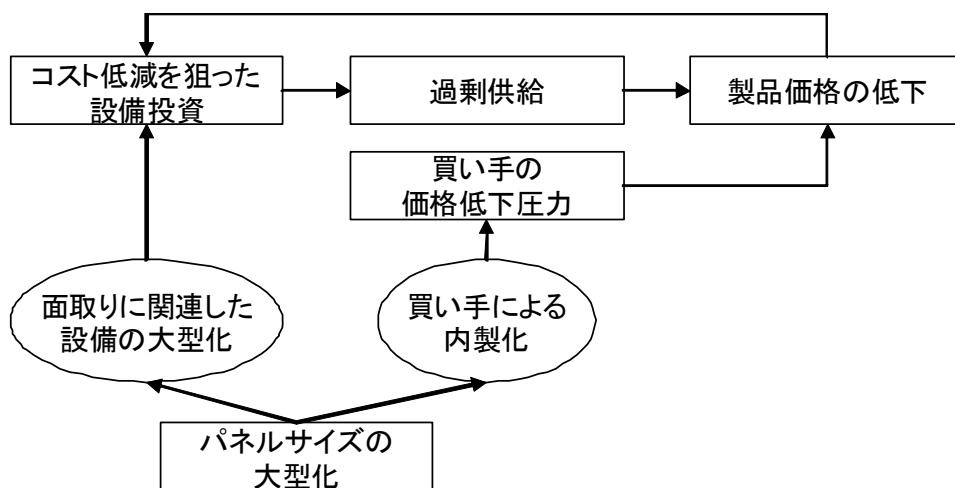 コスト低減を狙った
設備投資
過剰供給
製品価格の低下
買い手の
価格低下圧力
面取りに関連した
設備の大型化
買い手による
内製化
パネルサイズの
大型化